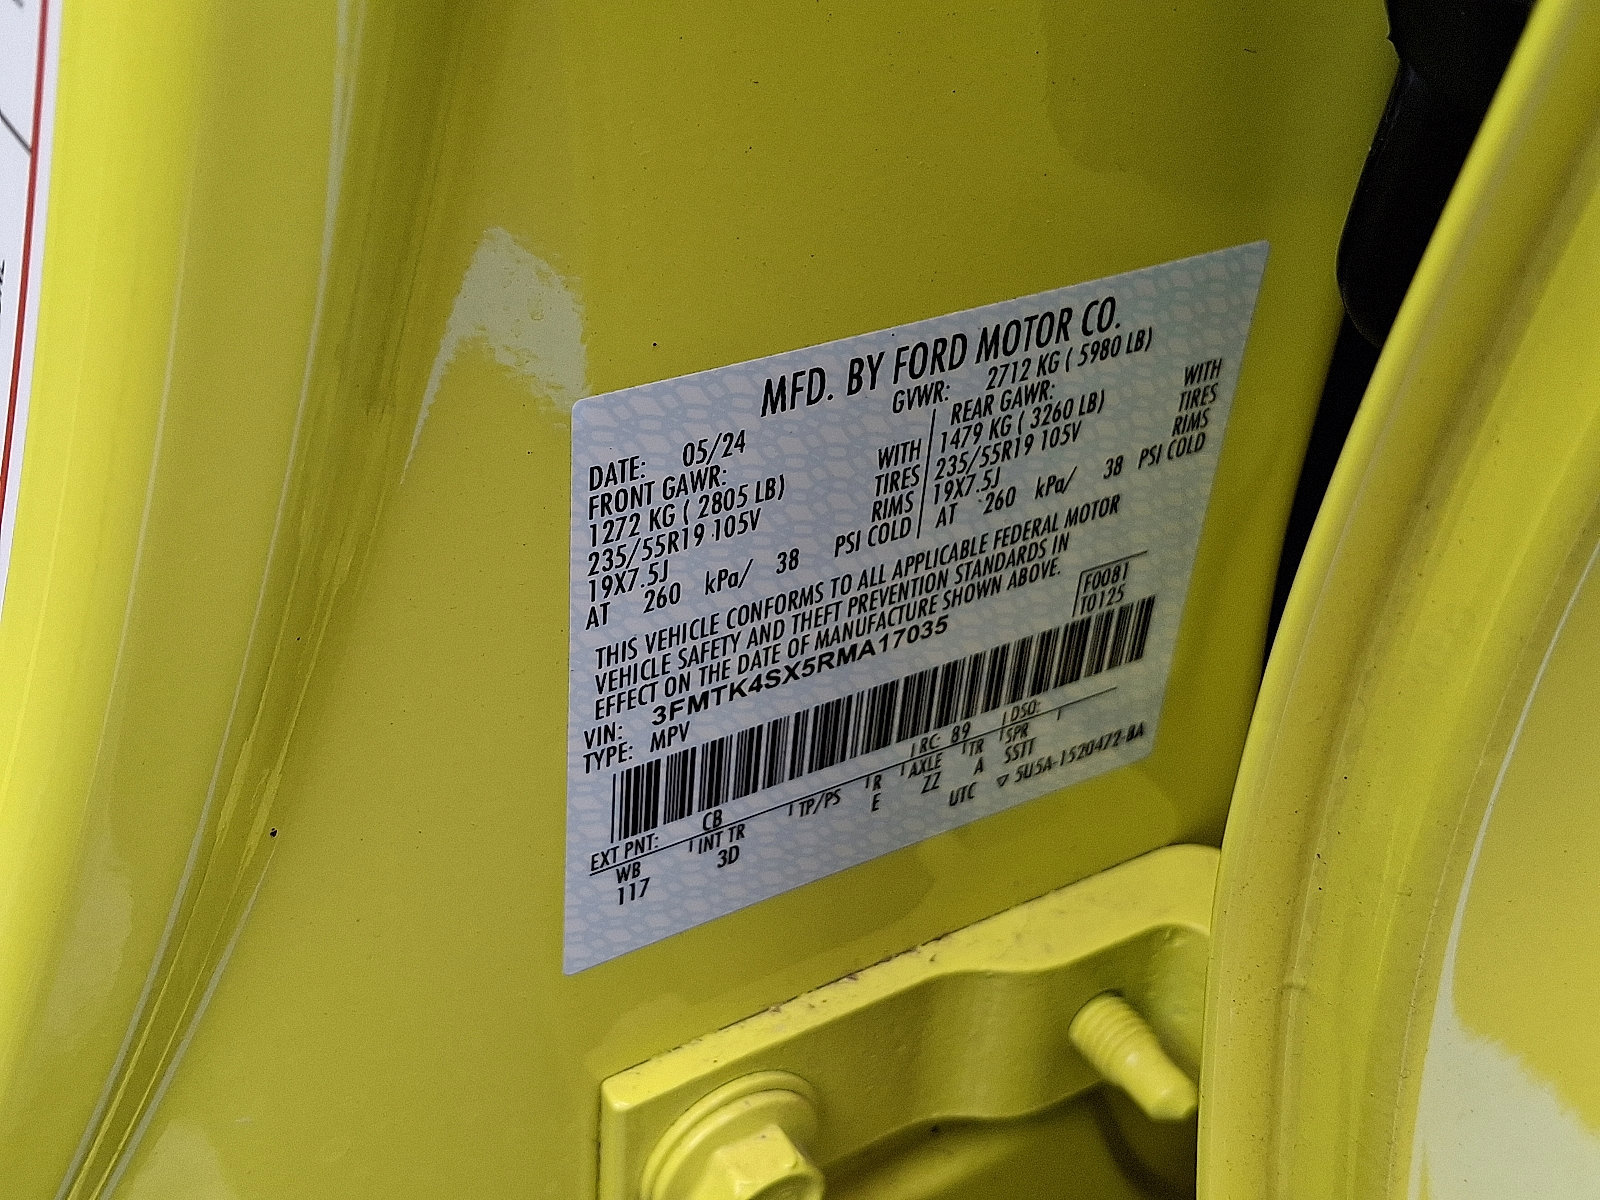 MFD. BY FORD MOTOR CO.
DATE: 05/24 GVWR: 2712 KG ( 5980 LB)
FRONT GAWR: REAR GAWR:
1272 KG ( 2805 LB) WITH 1479 KG ( 3260 LB) WITH
235/55R19 105V TIRES 235/55R19 105V TIRES
19X7.5J RIMS 19X7.5J RIMS
AT 260 kPa/ 38 PSI COLD AT 260 kPa/ 38 PSI COLD
THIS VEHICLE CONFORMS TO ALL APPLICABLE FEDERAL MOTOR
VEHICLE SAFETY AND THEFT PREVENTION STANDARDS IN
EFFECT ON THE DATE OF MANUFACTURE SHOWN ABOVE.
F0081
T0125
VIN: 3FMTK4SX5RMA17035
TYPE: MPV
EXT PNT: CB RC: 89 DSO:
WB INT TR TP/PS R AXLE TR SPR
117 3D E ZZ A SSTT
UTC ▽ 5U5A-1520472-BA